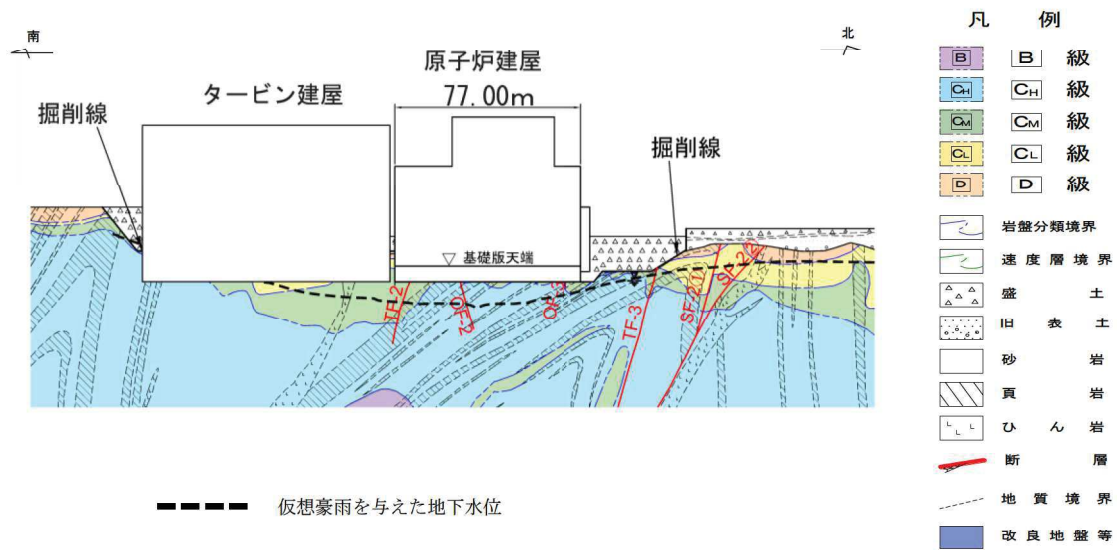 南
北
原子炉建屋
77.00m
タービン建屋
掘削線
掘削線
▽ 基礎版天端
TF-2
OF-2
OF-3
TF-3
SF-2(1)
SF-2(2)
仮想豪雨を与えた地下水位
凡 例
B B 級
CH CH 級
CM CM 級
CL CL 級
D D 級
岩盤分類境界
速度層境界
盛土
旧表土
砂岩
頁岩
ひん岩
断層
地質境界
改良地盤等